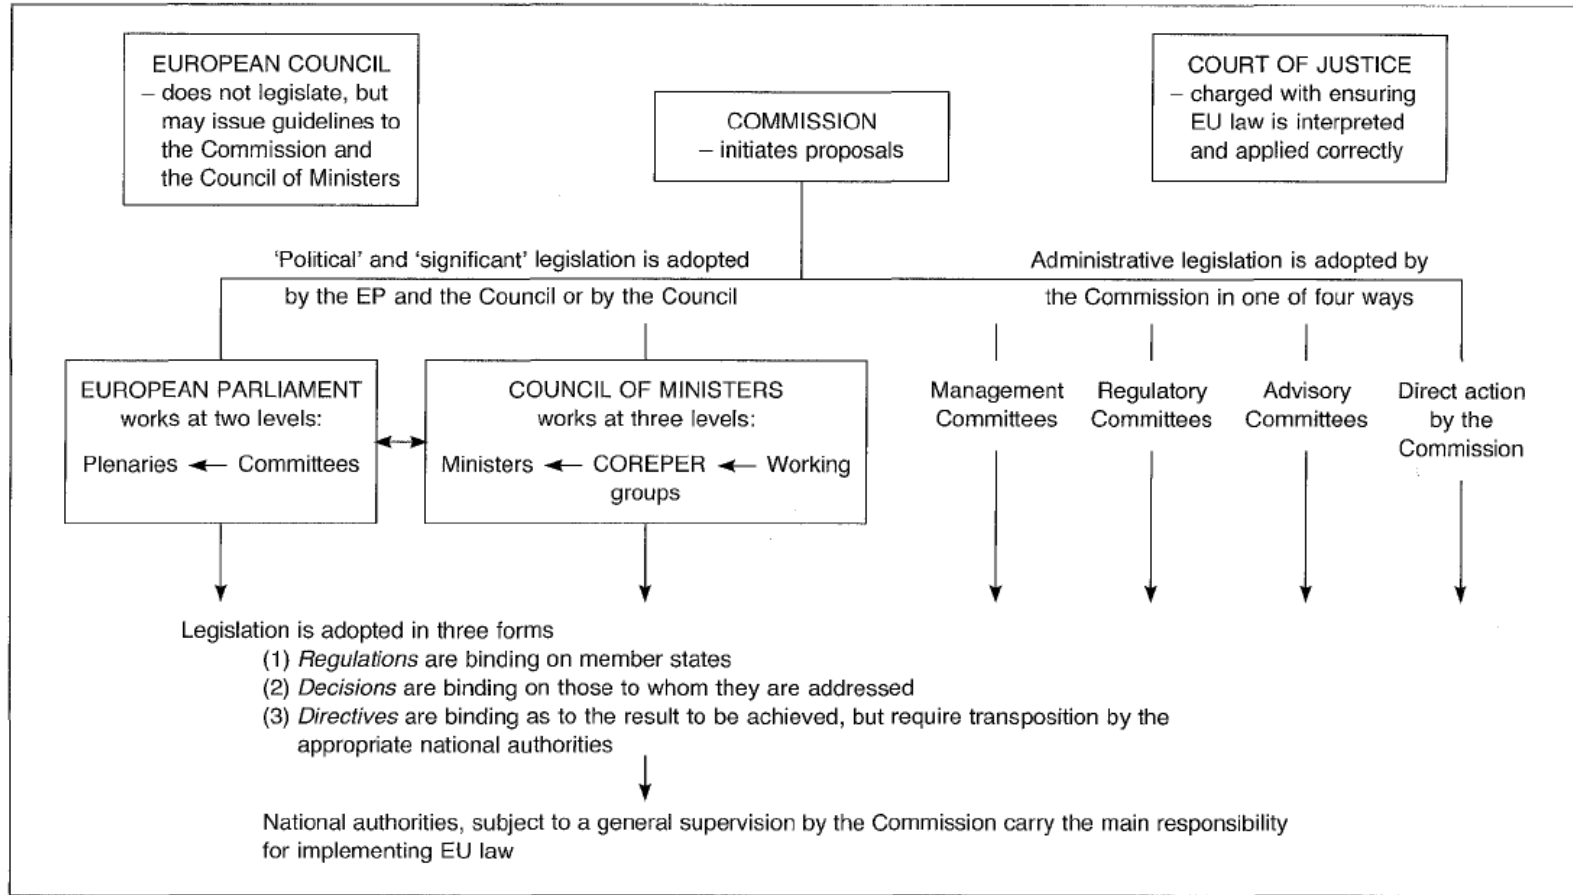 EUROPEAN COUNCIL
– does not legislate, but
may issue guidelines to
the Commission and
the Council of Ministers
COMMISSION
– initiates proposals
COURT OF JUSTICE
– charged with ensuring
EU law is interpreted
and applied correctly
'Political' and 'significant' legislation is adopted
by the EP and the Council or by the Council
Administrative legislation is adopted by
the Commission in one of four ways
EUROPEAN PARLIAMENT
works at two levels:
Plenaries ← Committees
COUNCIL OF MINISTERS
works at three levels:
Ministers ← COREPER ← Working
groups
Management
Committees
Regulatory
Committees
Advisory
Committees
Direct action
by the
Commission
Legislation is adopted in three forms
(1) Regulations are binding on member states
(2) Decisions are binding on those to whom they are addressed
(3) Directives are binding as to the result to be achieved, but require transposition by the
appropriate national authorities
National authorities, subject to a general supervision by the Commission carry the main responsibility
for implementing EU law